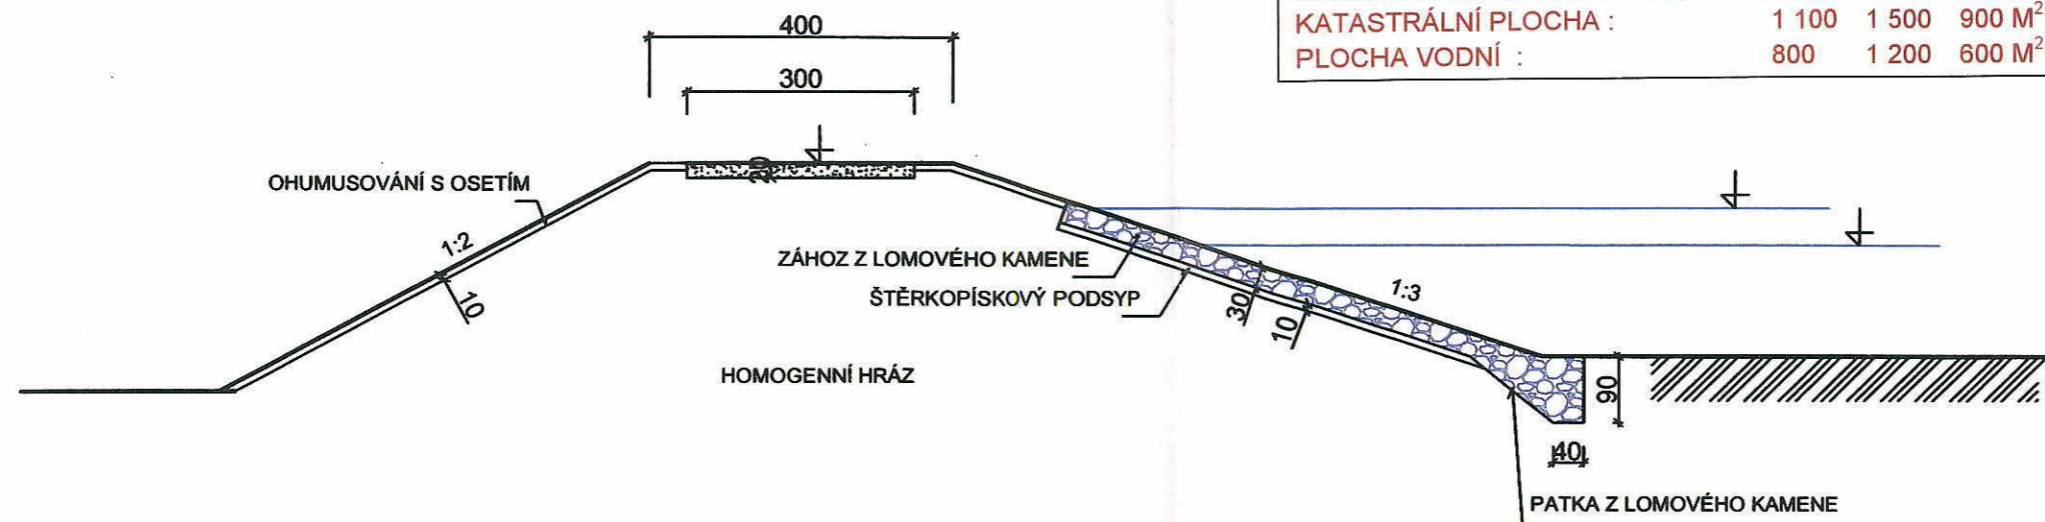 KATASTRÁLNÍ PLOCHA : 1 100 1 500 900 M²
PLOCHA VODNÍ : 800 1 200 600 M²
400
300
20
OHUMUSOVÁNÍ S OSETÍM
1:2
10
ZÁHOZ Z LOMOVÉHO KAMENE
ŠTĚRKOPÍSKOVÝ PODSYP
30
10
1:3
HOMOGENNÍ HRÁZ
90
40
PATKA Z LOMOVÉHO KAMENE